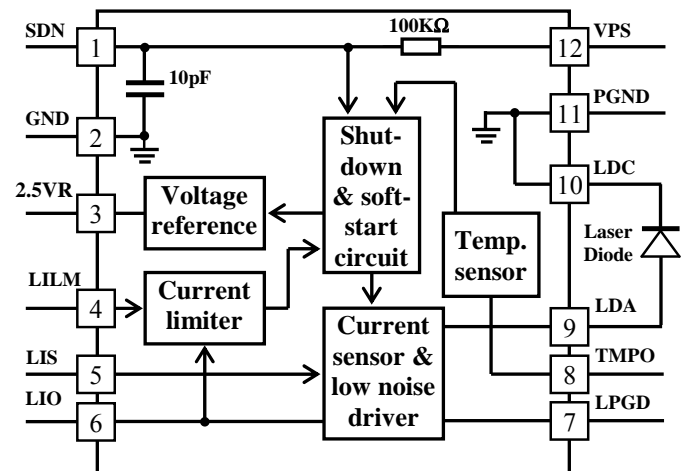 SDN
1
100KΩ
12
VPS
10pF
GND
2
11
PGND
2.5VR
3
Voltage
reference
Shut-
down
& soft-
start
circuit
Temp.
sensor
10
LDC
Laser
Diode
LILM
4
Current
limiter
Current
sensor &
low noise
driver
9
LDA
LIS
5
8
TMPO
LIO
6
7
LPGD